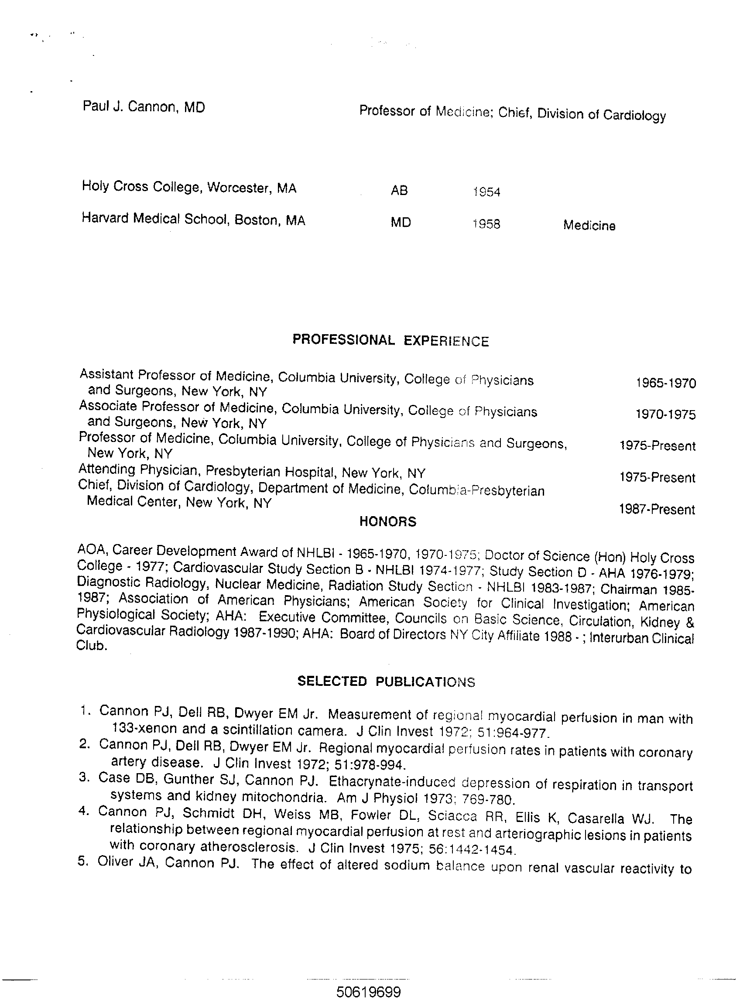 Paul J. Cannon, MD Professor of Medicine; Chief, Division of Cardiology
Holy Cross College, Worcester, MA AB 1954
Harvard Medical School, Boston, MA MD 1958 Medicine
PROFESSIONAL EXPERIENCE
Assistant Professor of Medicine, Columbia University, College of Physicians 1965-1970
and Surgeons, New York, NY
Associate Professor of Medicine, Columbia University, College of Physicians 1970-1975
and Surgeons, New York, NY
Professor of Medicine, Columbia University, College of Physicians and Surgeons, 1975-Present
New York, NY
Attending Physician, Presbyterian Hospital, New York, NY 1975-Present
Chief, Division of Cardiology, Department of Medicine, Columbia-Presbyterian
Medical Center, New York, NY 1987-Present
HONORS
AOA, Career Development Award of NHLBI - 1965-1970, 1970-1975; Doctor of Science (Hon) Holy Cross
College - 1977; Cardiovascular Study Section B - NHLBI 1974-1977; Study Section D - AHA 1976-1979;
Diagnostic Radiology, Nuclear Medicine, Radiation Study Section - NHLBI 1983-1987; Chairman 1985-
1987; Association of American Physicians; American Society for Clinical Investigation; American
Physiological Society; AHA: Executive Committee, Councils on Basic Science, Circulation, Kidney &
Cardiovascular Radiology 1987-1990; AHA: Board of Directors NY City Affiliate 1988 - ; Interurban Clinical
Club.
SELECTED PUBLICATIONS
1. Cannon PJ, Dell RB, Dwyer EM Jr. Measurement of regional myocardial perfusion in man with
133-xenon and a scintillation camera. J Clin Invest 1972; 51:964-977.
2. Cannon PJ, Dell RB, Dwyer EM Jr. Regional myocardial perfusion rates in patients with coronary
artery disease. J Clin Invest 1972; 51:978-994.
3. Case DB, Gunther SJ, Cannon PJ. Ethacrynate-induced depression of respiration in transport
systems and kidney mitochondria. Am J Physiol 1973; 769-780.
4. Cannon PJ, Schmidt DH, Weiss MB, Fowler DL, Sciacca RR, Ellis K, Casarella WJ. The
relationship between regional myocardial perfusion at rest and arteriographic lesions in patients
with coronary atherosclerosis. J Clin Invest 1975; 56:1442-1454.
5. Oliver JA, Cannon PJ. The effect of altered sodium balance upon renal vascular reactivity to
50619699